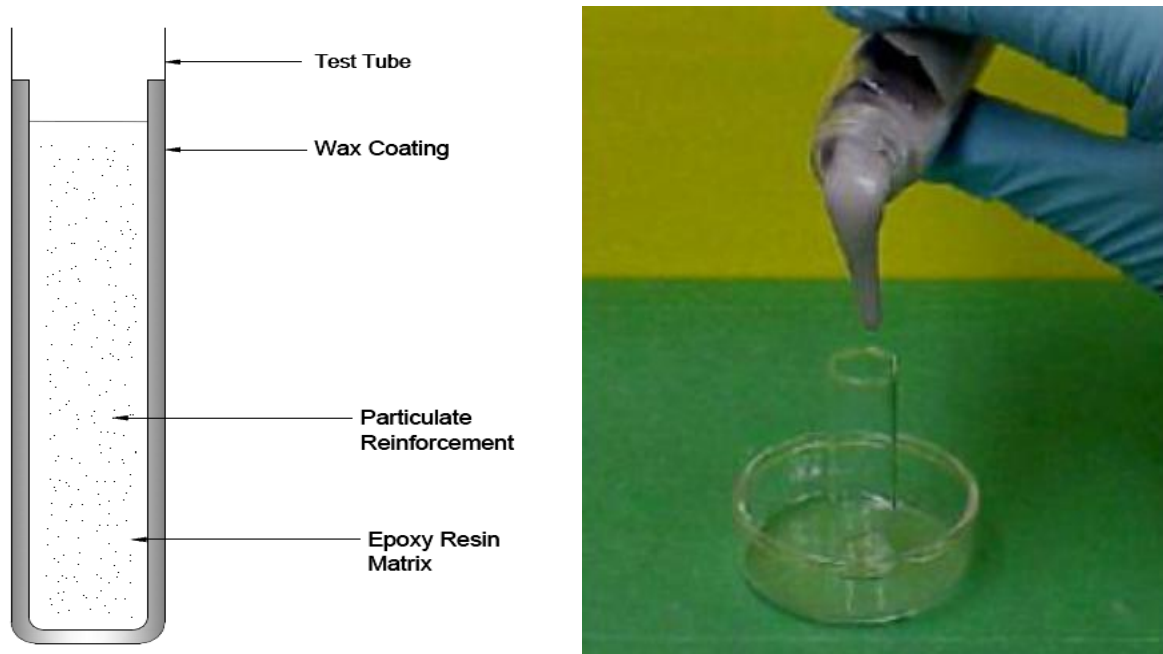 Test Tube
Wax Coating
Particulate
Reinforcement
Epoxy Resin
Matrix